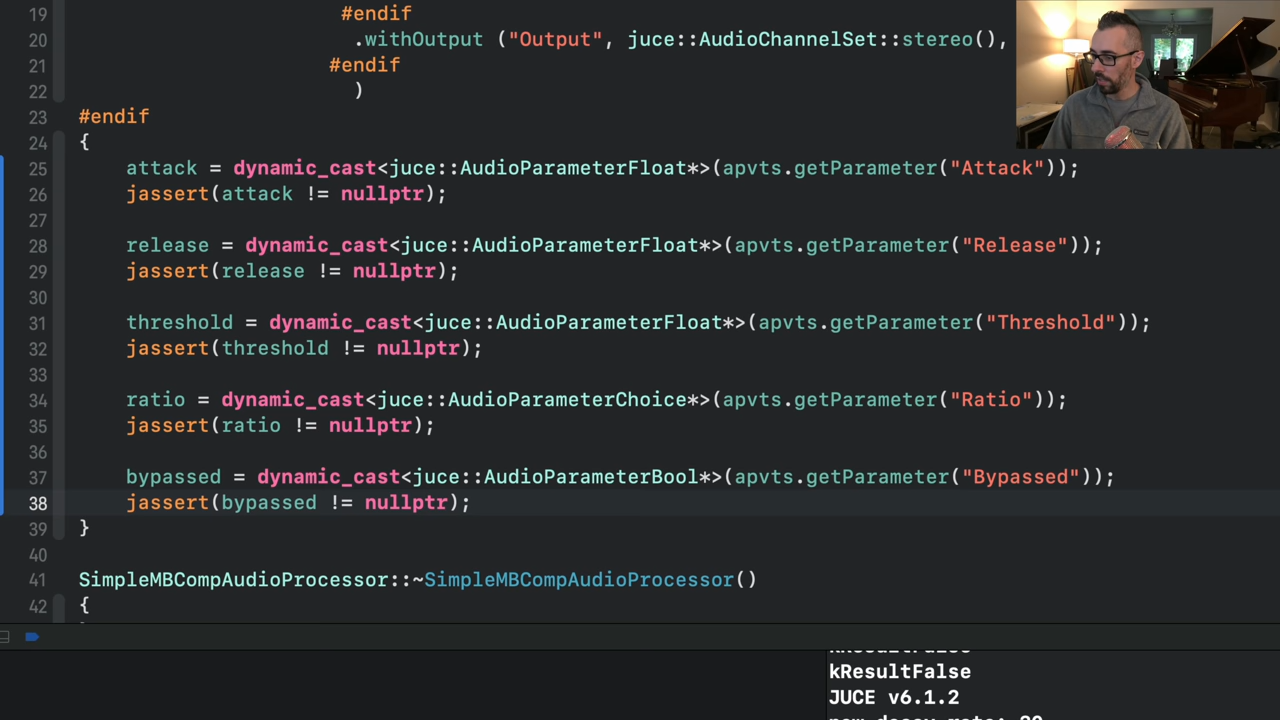 19 #endif
20 .withOutput ("Output", juce::AudioChannelSet::stereo(),
21 #endif
22 )
23 #endif
24 {
25 attack = dynamic_cast<juce::AudioParameterFloat*>(apvts.getParameter("Attack"));
26 jassert(attack != nullptr);
27
28 release = dynamic_cast<juce::AudioParameterFloat*>(apvts.getParameter("Release"));
29 jassert(release != nullptr);
30
31 threshold = dynamic_cast<juce::AudioParameterFloat*>(apvts.getParameter("Threshold"));
32 jassert(threshold != nullptr);
33
34 ratio = dynamic_cast<juce::AudioParameterChoice*>(apvts.getParameter("Ratio"));
35 jassert(ratio != nullptr);
36
37 bypassed = dynamic_cast<juce::AudioParameterBool*>(apvts.getParameter("Bypassed"));
38 jassert(bypassed != nullptr);
39 }
40
41 SimpleMBCompAudioProcessor::~SimpleMBCompAudioProcessor()
42 {
kResultFalse
kResultFalse
JUCE v6.1.2